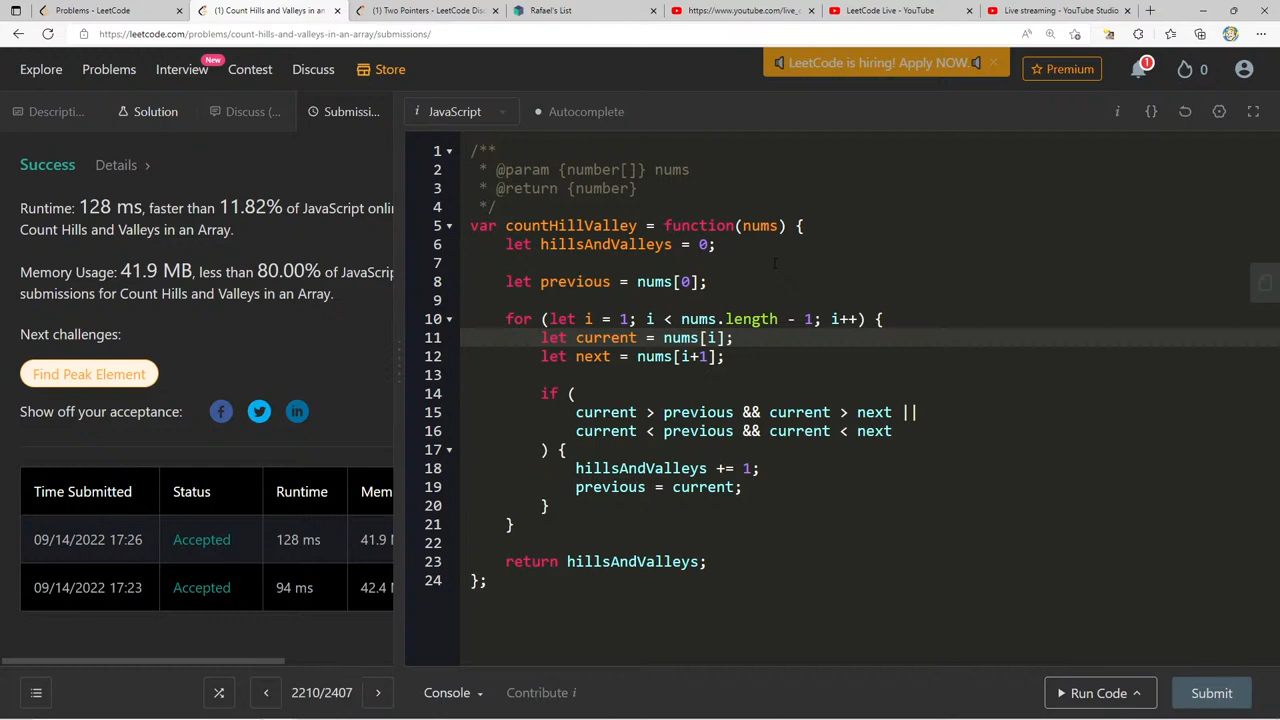 Problems - LeetCode
(1) Count Hills and Valleys in an
(1) Two Pointers - LeetCode Disc
Rafael's List
https://www.youtube.com/live_c
LeetCode Live - YouTube
Live streaming - YouTube Studio
https://leetcode.com/problems/count-hills-and-valleys-in-an-array/submissions/
Explore
Problems
Interview
New
Contest
Discuss
Store
LeetCode is hiring! Apply NOW.
Premium
1
0
Descripti...
Solution
Discuss (...
Submissi...
i JavaScript
Autocomplete
Success
Details
Runtime: 128 ms, faster than 11.82% of JavaScript onlin
Count Hills and Valleys in an Array.
Memory Usage: 41.9 MB, less than 80.00% of JavaScrip
submissions for Count Hills and Valleys in an Array.
Next challenges:
Find Peak Element
Show off your acceptance:
Time Submitted Status Runtime Mem
09/14/2022 17:26 Accepted 128 ms 41.9 M
09/14/2022 17:23 Accepted 94 ms 42.4 M
1 /**
2 * @param {number[]} nums
3 * @return {number}
4 */
5 var countHillValley = function(nums) {
6 let hillsAndValleys = 0;
7
8 let previous = nums[0];
9
10 for (let i = 1; i < nums.length - 1; i++) {
11 let current = nums[i];
12 let next = nums[i+1];
13
14 if (
15 current > previous && current > next ||
16 current < previous && current < next
17 ) {
18 hillsAndValleys += 1;
19 previous = current;
20 }
21 }
22
23 return hillsAndValleys;
24 };
2210/2407
Console
Contribute i
Run Code
Submit